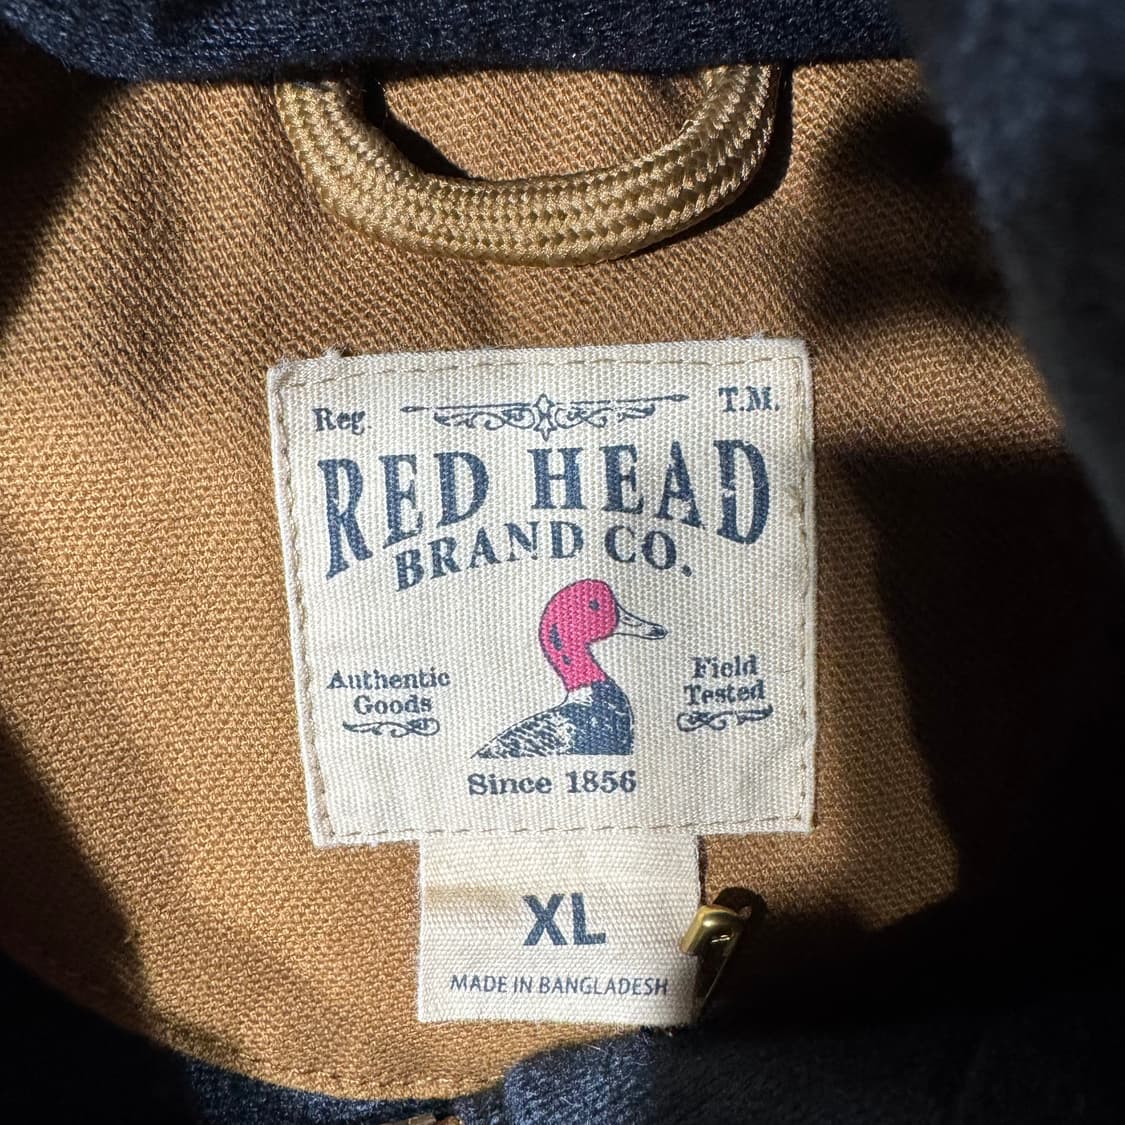 Reg. T.M.
RED HEAD
BRAND CO.
Authentic
Goods
Field
Tested
Since 1856
XL
MADE IN BANGLADESH